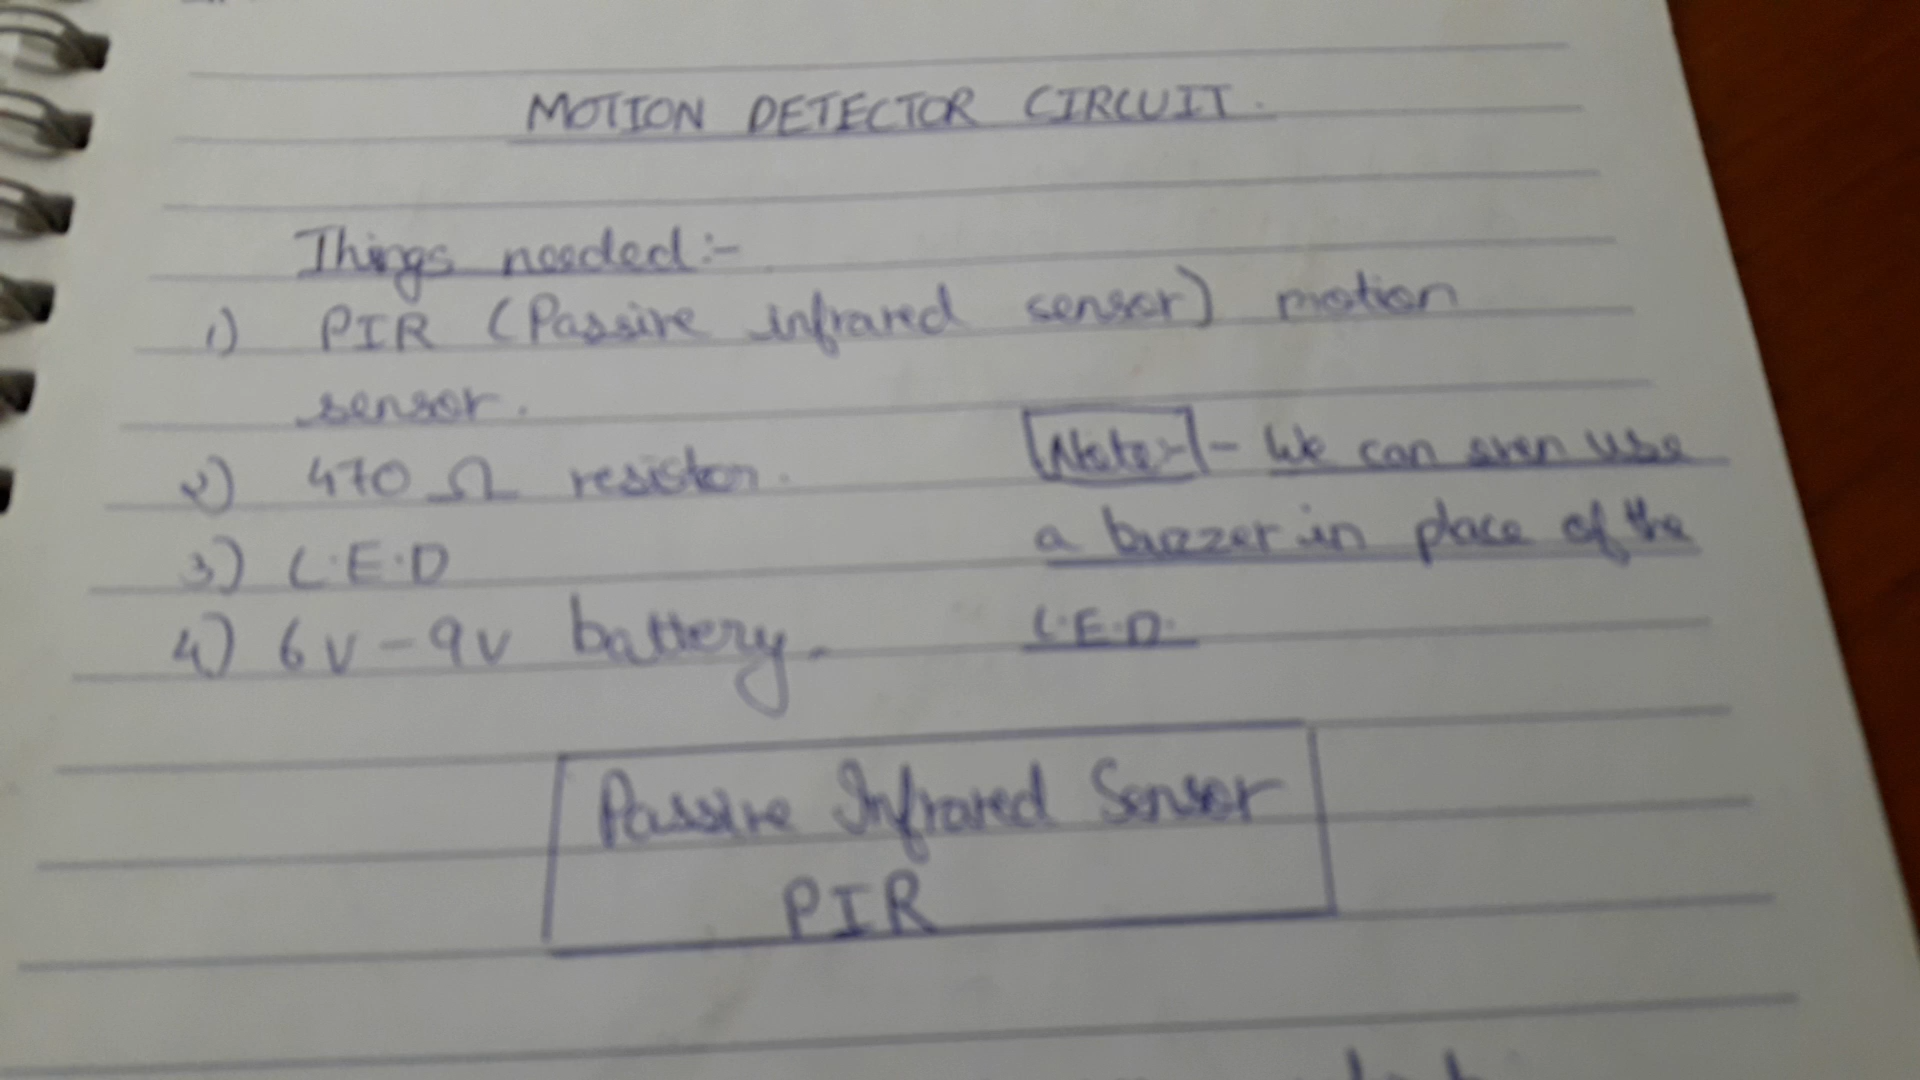 MOTION DETECTOR CIRCUIT.
Things needed:-
1) PIR (Passive infrared sensor) motion
sensor.
2) 470 Ω resistor.
3) L.E.D
4) 6V-9V battery.
Note:- - We can even use
a buzzer in place of the
L.E.D.
Passive Infrared Sensor
PIR